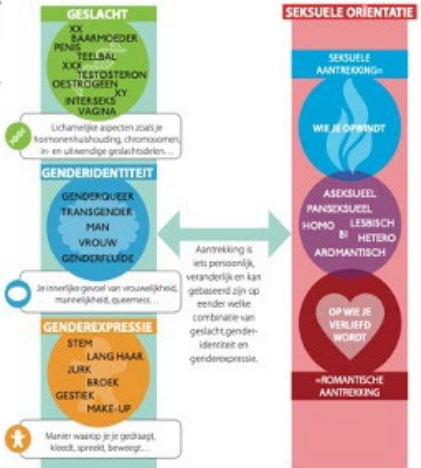 GESLACHT
XX
BAARMOEDER
PENIS
TEELBAL
XXX
TESTOSTERON
OESTROGEEN
XY
INTERSEKS
VAGINA
Lichamelijke aspecten zoals je
hormonenhuishouding, chromosomen,
in- en uitwendige geslachtsdelen...
GENDERIDENTITEIT
GENDERQUEER
TRANSGENDER
MAN
VROUW
GENDERFLUÏDE
Je innerlijke gevoel van vrouwelijkheid,
mannelijkheid, queerness...
GENDEREXPRESSIE
STEM
LANG HAAR
JURK
BROEK
GESTIEK
MAKE-UP
Manier waarop je je gedraagt,
kleedt, spreekt, beweegt,...
Aantrekking is
iets persoonlijk,
veranderlijk en kan
gebaseerd zijn op
eender welke
combinatie van
geslacht,gender-
identiteit en
genderexpressie.
SEKSUELE ORÏENTATIE
SEKSUELE
AANTREKKING=
WIE JE OPWINDT
ASEKSUEEL
PANSEKSUEEL
HOMO LESBISCH
BI HETERO
AROMANTISCH
OP WIE JE
VERLIEFD
WORDT
=ROMANTISCHE
AANTREKKING